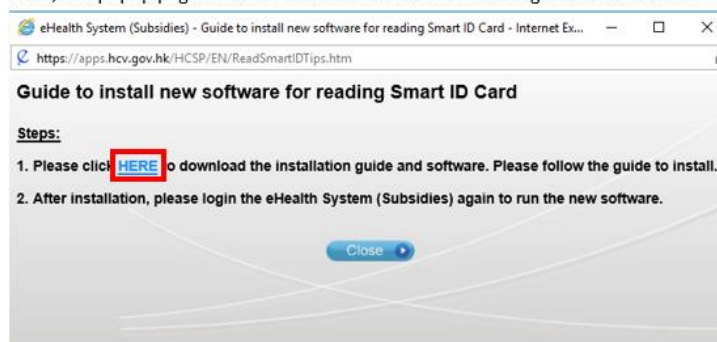 eHealth System (Subsidies) - Guide to install new software for reading Smart ID Card - Internet Ex...
https://apps.hcv.gov.hk/HCSP/EN/ReadSmartIDTips.htm
Guide to install new software for reading Smart ID Card
Steps:
1. Please click HERE to download the installation guide and software. Please follow the guide to install.
2. After installation, please login the eHealth System (Subsidies) again to run the new software.
Close